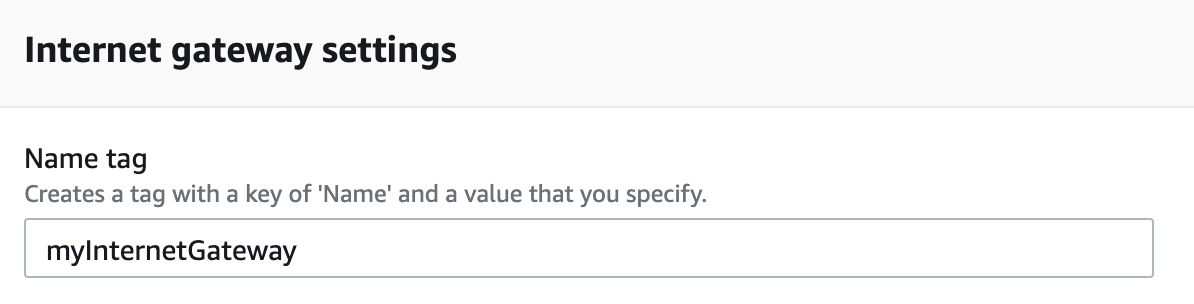 Internet gateway settings
Name tag
Creates a tag with a key of 'Name' and a value that you specify.
myInternetGateway